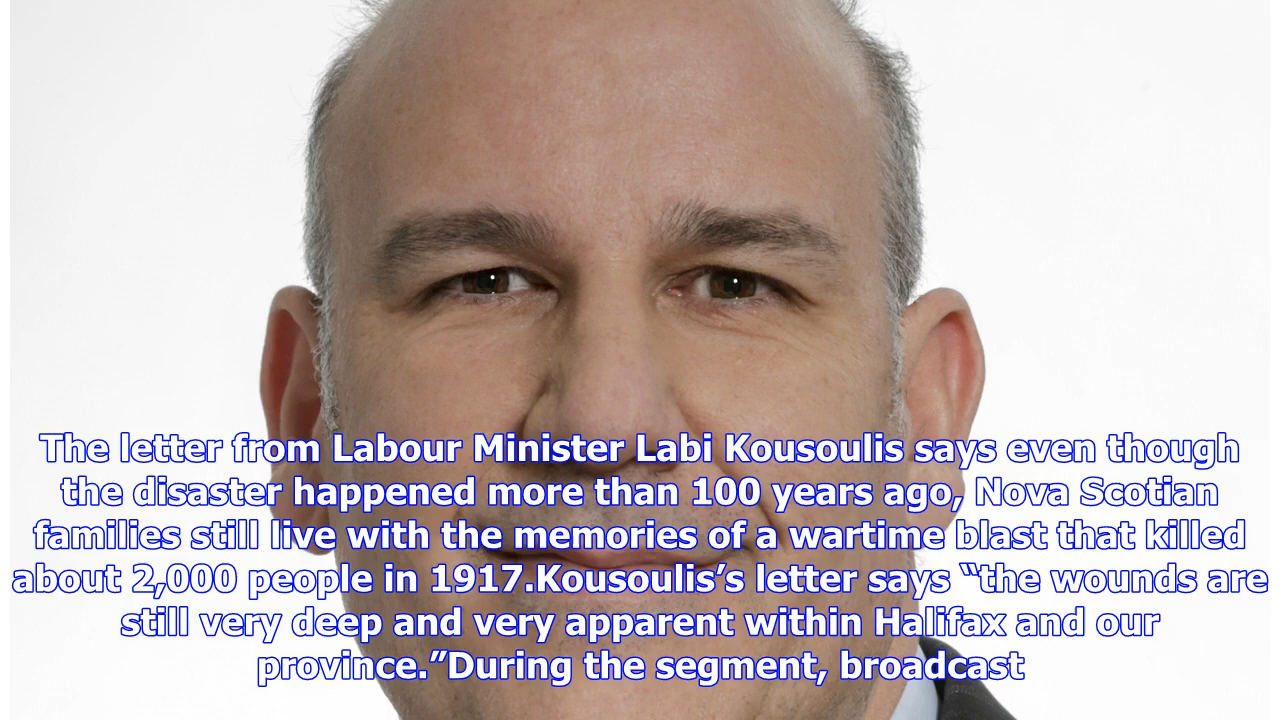 The letter from Labour Minister Labi Kousoulis says even though
the disaster happened more than 100 years ago, Nova Scotian
families still live with the memories of a wartime blast that killed
about 2,000 people in 1917.Kousoulis’s letter says “the wounds are
still very deep and very apparent within Halifax and our
province.”During the segment, broadcast